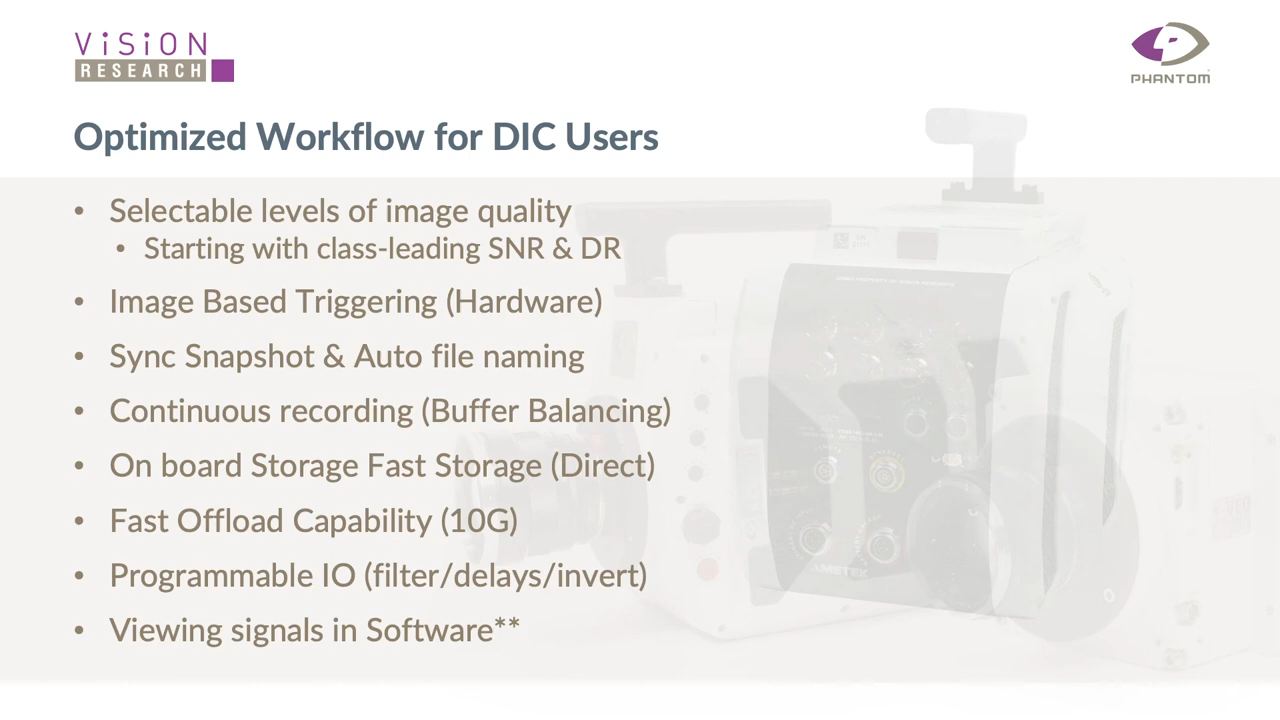 ViSiON
RESEARCH
PHANTOM
Optimized Workflow for DIC Users
• Selectable levels of image quality
• Starting with class-leading SNR & DR
• Image Based Triggering (Hardware)
• Sync Snapshot & Auto file naming
• Continuous recording (Buffer Balancing)
• On board Storage Fast Storage (Direct)
• Fast Offload Capability (10G)
• Programmable IO (filter/delays/invert)
• Viewing signals in Software**
AMETEK